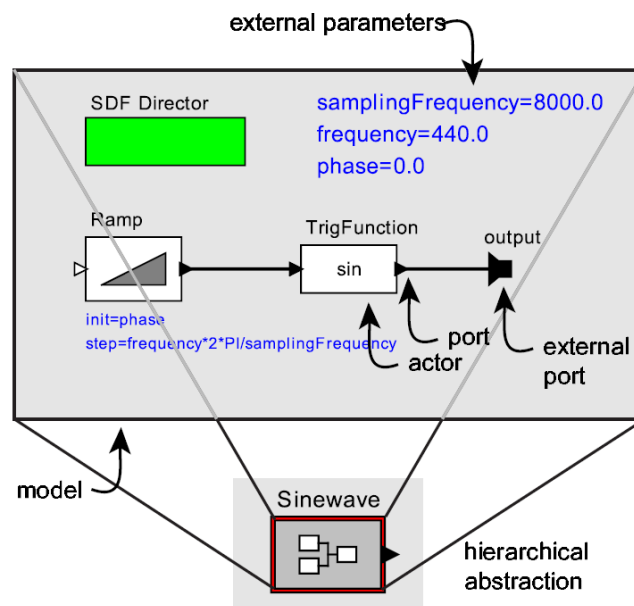 external parameters
SDF Director
samplingFrequency=8000.0
frequency=440.0
phase=0.0
Ramp
TrigFunction
output
sin
init=phase
step=frequency*2*PI/samplingFrequency
port
actor
external
port
model
Sinewave
hierarchical
abstraction